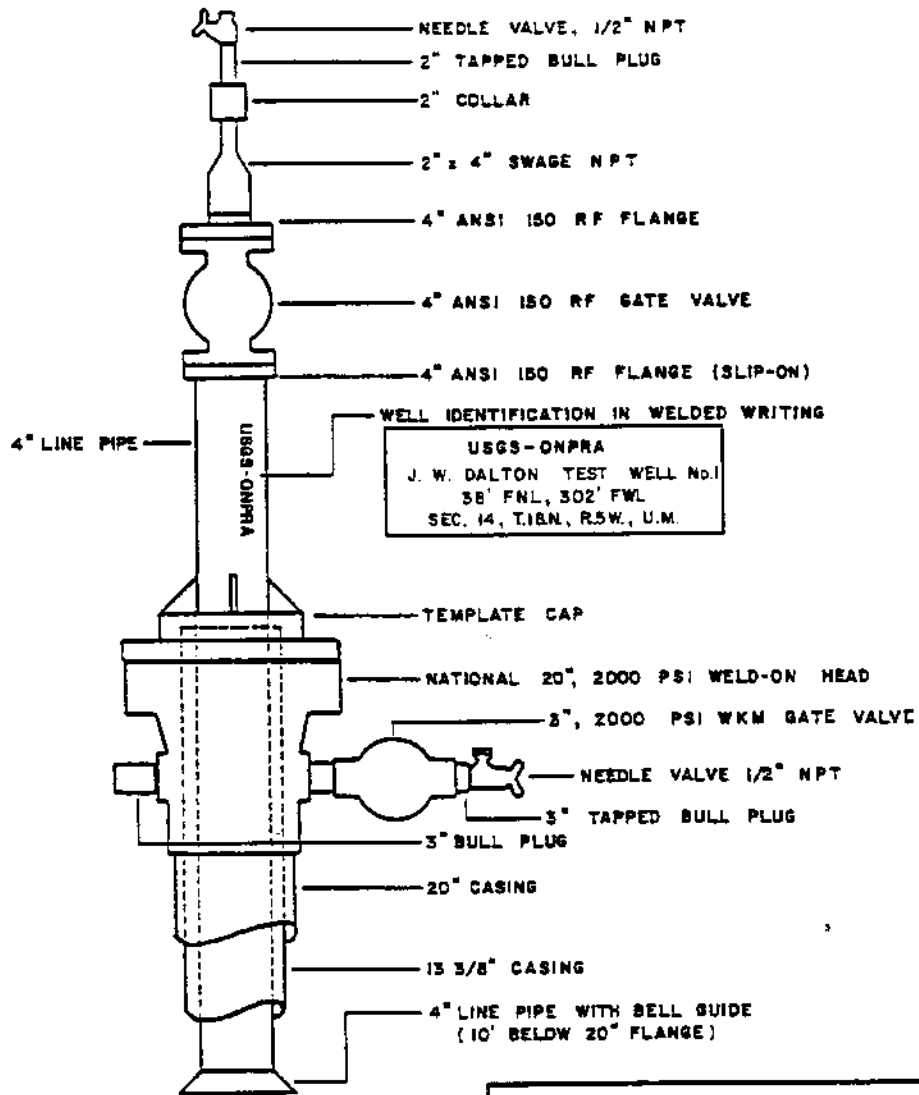 NEEDLE VALVE, 1/2" NPT
2" TAPPED BULL PLUG
2" COLLAR
2" x 4" SWAGE NPT
4" ANSI 150 RF FLANGE
4" ANSI 150 RF GATE VALVE
4" ANSI 150 RF FLANGE (SLIP-ON)
WELL IDENTIFICATION IN WELDED WRITING
4" LINE PIPE
USGS-ONPRA
USGS-ONPRA
J. W. DALTON TEST WELL No.1
38' FNL, 302' FWL
SEC. 14, T.18N., R.5W., U.M.
TEMPLATE CAP
NATIONAL 20", 2000 PSI WELD-ON HEAD
3", 2000 PSI WKM GATE VALVE
NEEDLE VALVE 1/2" NPT
3" TAPPED BULL PLUG
3" BULL PLUG
20" CASING
13 3/8" CASING
4" LINE PIPE WITH BELL GUIDE
(10' BELOW 20" FLANGE)